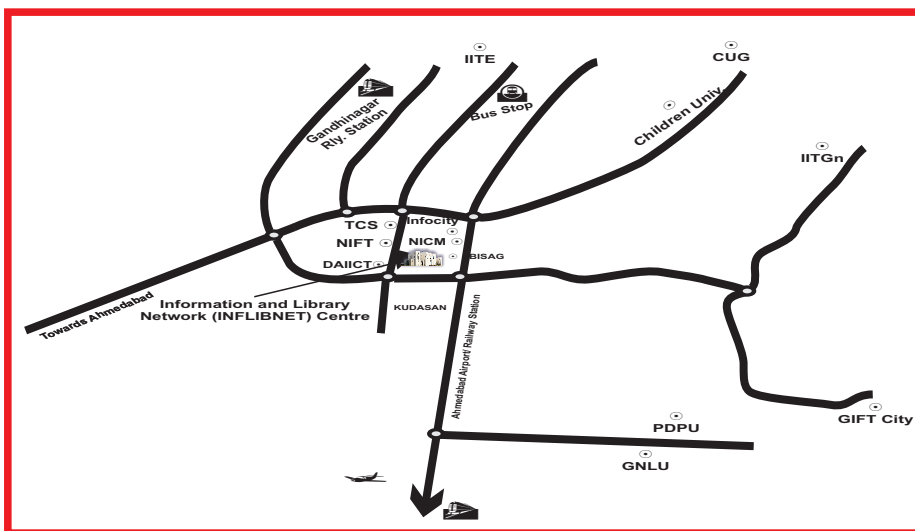 IITE
CUG
Gandhinagar
Rly. Station
Bus Stop
Children Univ.
IITGn
TCS
Infocity
NIFT
NICM
DAIICT
BISAG
Information and Library
Network (INFLIBNET) Centre
KUDASAN
Towards Ahmedabad
Ahmedabad Airport/ Railway Station
GIFT City
PDPU
GNLU